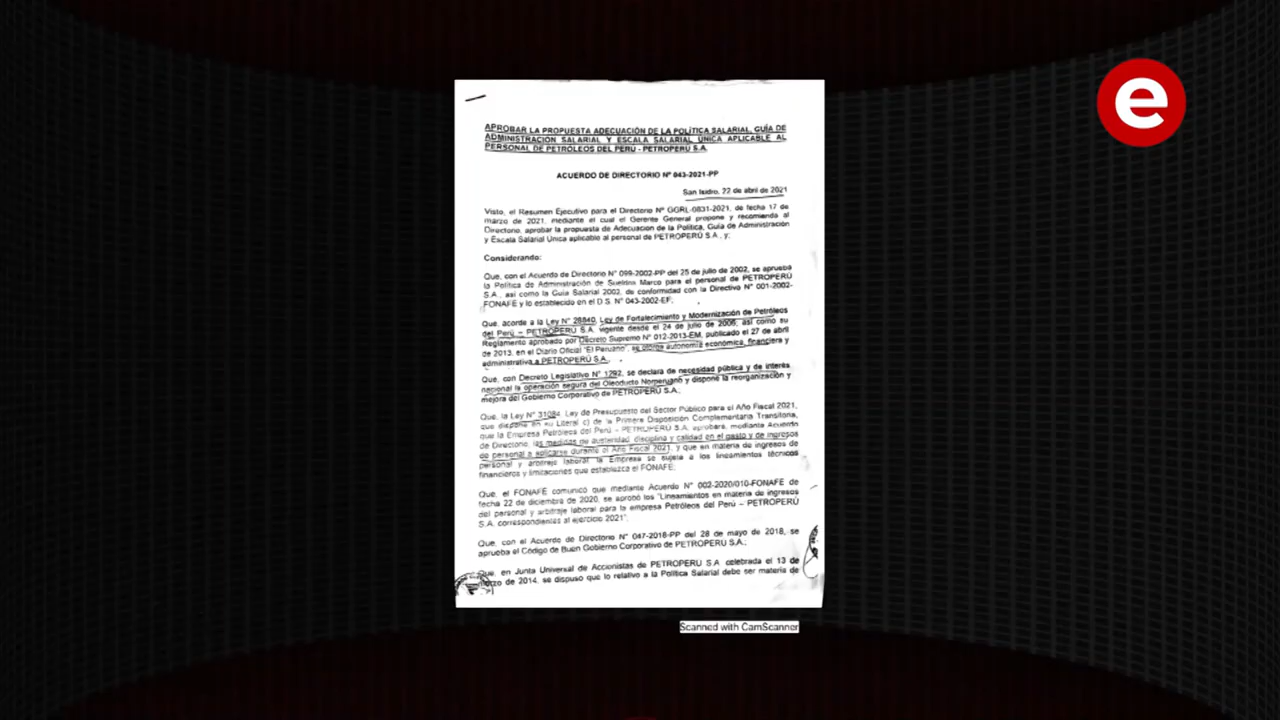 e
APROBAR LA PROPUESTA ADECUACIÓN DE LA POLÍTICA SALARIAL, GUÍA DE
ADMINISTRACIÓN SALARIAL Y ESCALA SALARIAL ÚNICA APLICABLE AL
PERSONAL DE PETRÓLEOS DEL PERÚ - PETROPERÚ S.A.
ACUERDO DE DIRECTORIO Nº 043-2021-PP
San Isidro, 22 de abril de 2021
Visto, el Resumen Ejecutivo para el Directorio Nº GGRL-0831-2021, de fecha 17 de
marzo de 2021, mediante el cual el Gerente General propone y recomienda al
Directorio, aprobar la propuesta de Adecuación de la Política, Guía de Administración
y Escala Salarial Única aplicable al personal de PETROPERÚ S.A., y;
Considerando:
Que, con el Acuerdo de Directorio N° 099-2002-PP del 25 de julio de 2002, se aprueba
la Política de Administración de Sueldos Marco para el personal de PETROPERÚ
S.A., así como la Guía Salarial 2002, de conformidad con la Directiva N° 001-2002-
FONAFE y lo establecido en el D.S. N° 043-2002-EF;
Que, acorde a la Ley N° 28840, Ley de Fortalecimiento y Modernización de Petróleos
del Perú – PETROPERÚ S.A. vigente desde el 24 de julio de 2006, así como su
Reglamento aprobado por Decreto Supremo N° 012-2013-EM, publicado el 27 de abril
de 2013, en el Diario Oficial "El Peruano", se otorga autonomía económica, financiera y
administrativa a PETROPERÚ S.A.,
Que, con Decreto Legislativo N° 1292, se declara de necesidad pública y de interés
nacional la operación segura del Oleoducto Norperuano y dispone la reorganización y
mejora del Gobierno Corporativo de PETROPERÚ S.A.;
Que, la Ley N° 31084, Ley de Presupuesto del Sector Público para el Año Fiscal 2021,
que dispone en su Literal c) de la Primera Disposición Complementaria Transitoria,
que la Empresa Petróleos del Perú – PETROPERÚ S.A. aprobará, mediante Acuerdo
de Directorio, las medidas de austeridad, disciplina y calidad en el gasto y de ingresos
de personal a aplicarse durante el Año Fiscal 2021, y que en materia de ingresos de
personal y arbitraje laboral la Empresa se sujeta a los lineamientos técnicos
financieros y limitaciones que establezca el FONAFE;
Que, el FONAFE comunicó que mediante Acuerdo N° 002-2020/010-FONAFE de
fecha 22 de diciembre de 2020, se aprobó los "Lineamientos en materia de ingresos
del personal y arbitraje laboral para la empresa Petróleos del Perú – PETROPERÚ
S.A. correspondientes al ejercicio 2021";
Que, con el Acuerdo de Directorio N° 047-2018-PP del 28 de mayo de 2018, se
aprueba el Código de Buen Gobierno Corporativo de PETROPERÚ S.A.;
Que, en Junta Universal de Accionistas de PETROPERÚ S.A. celebrada el 13 de
marzo de 2014, se dispuso que lo relativo a la Política Salarial debe ser materia de
Scanned with CamScanner